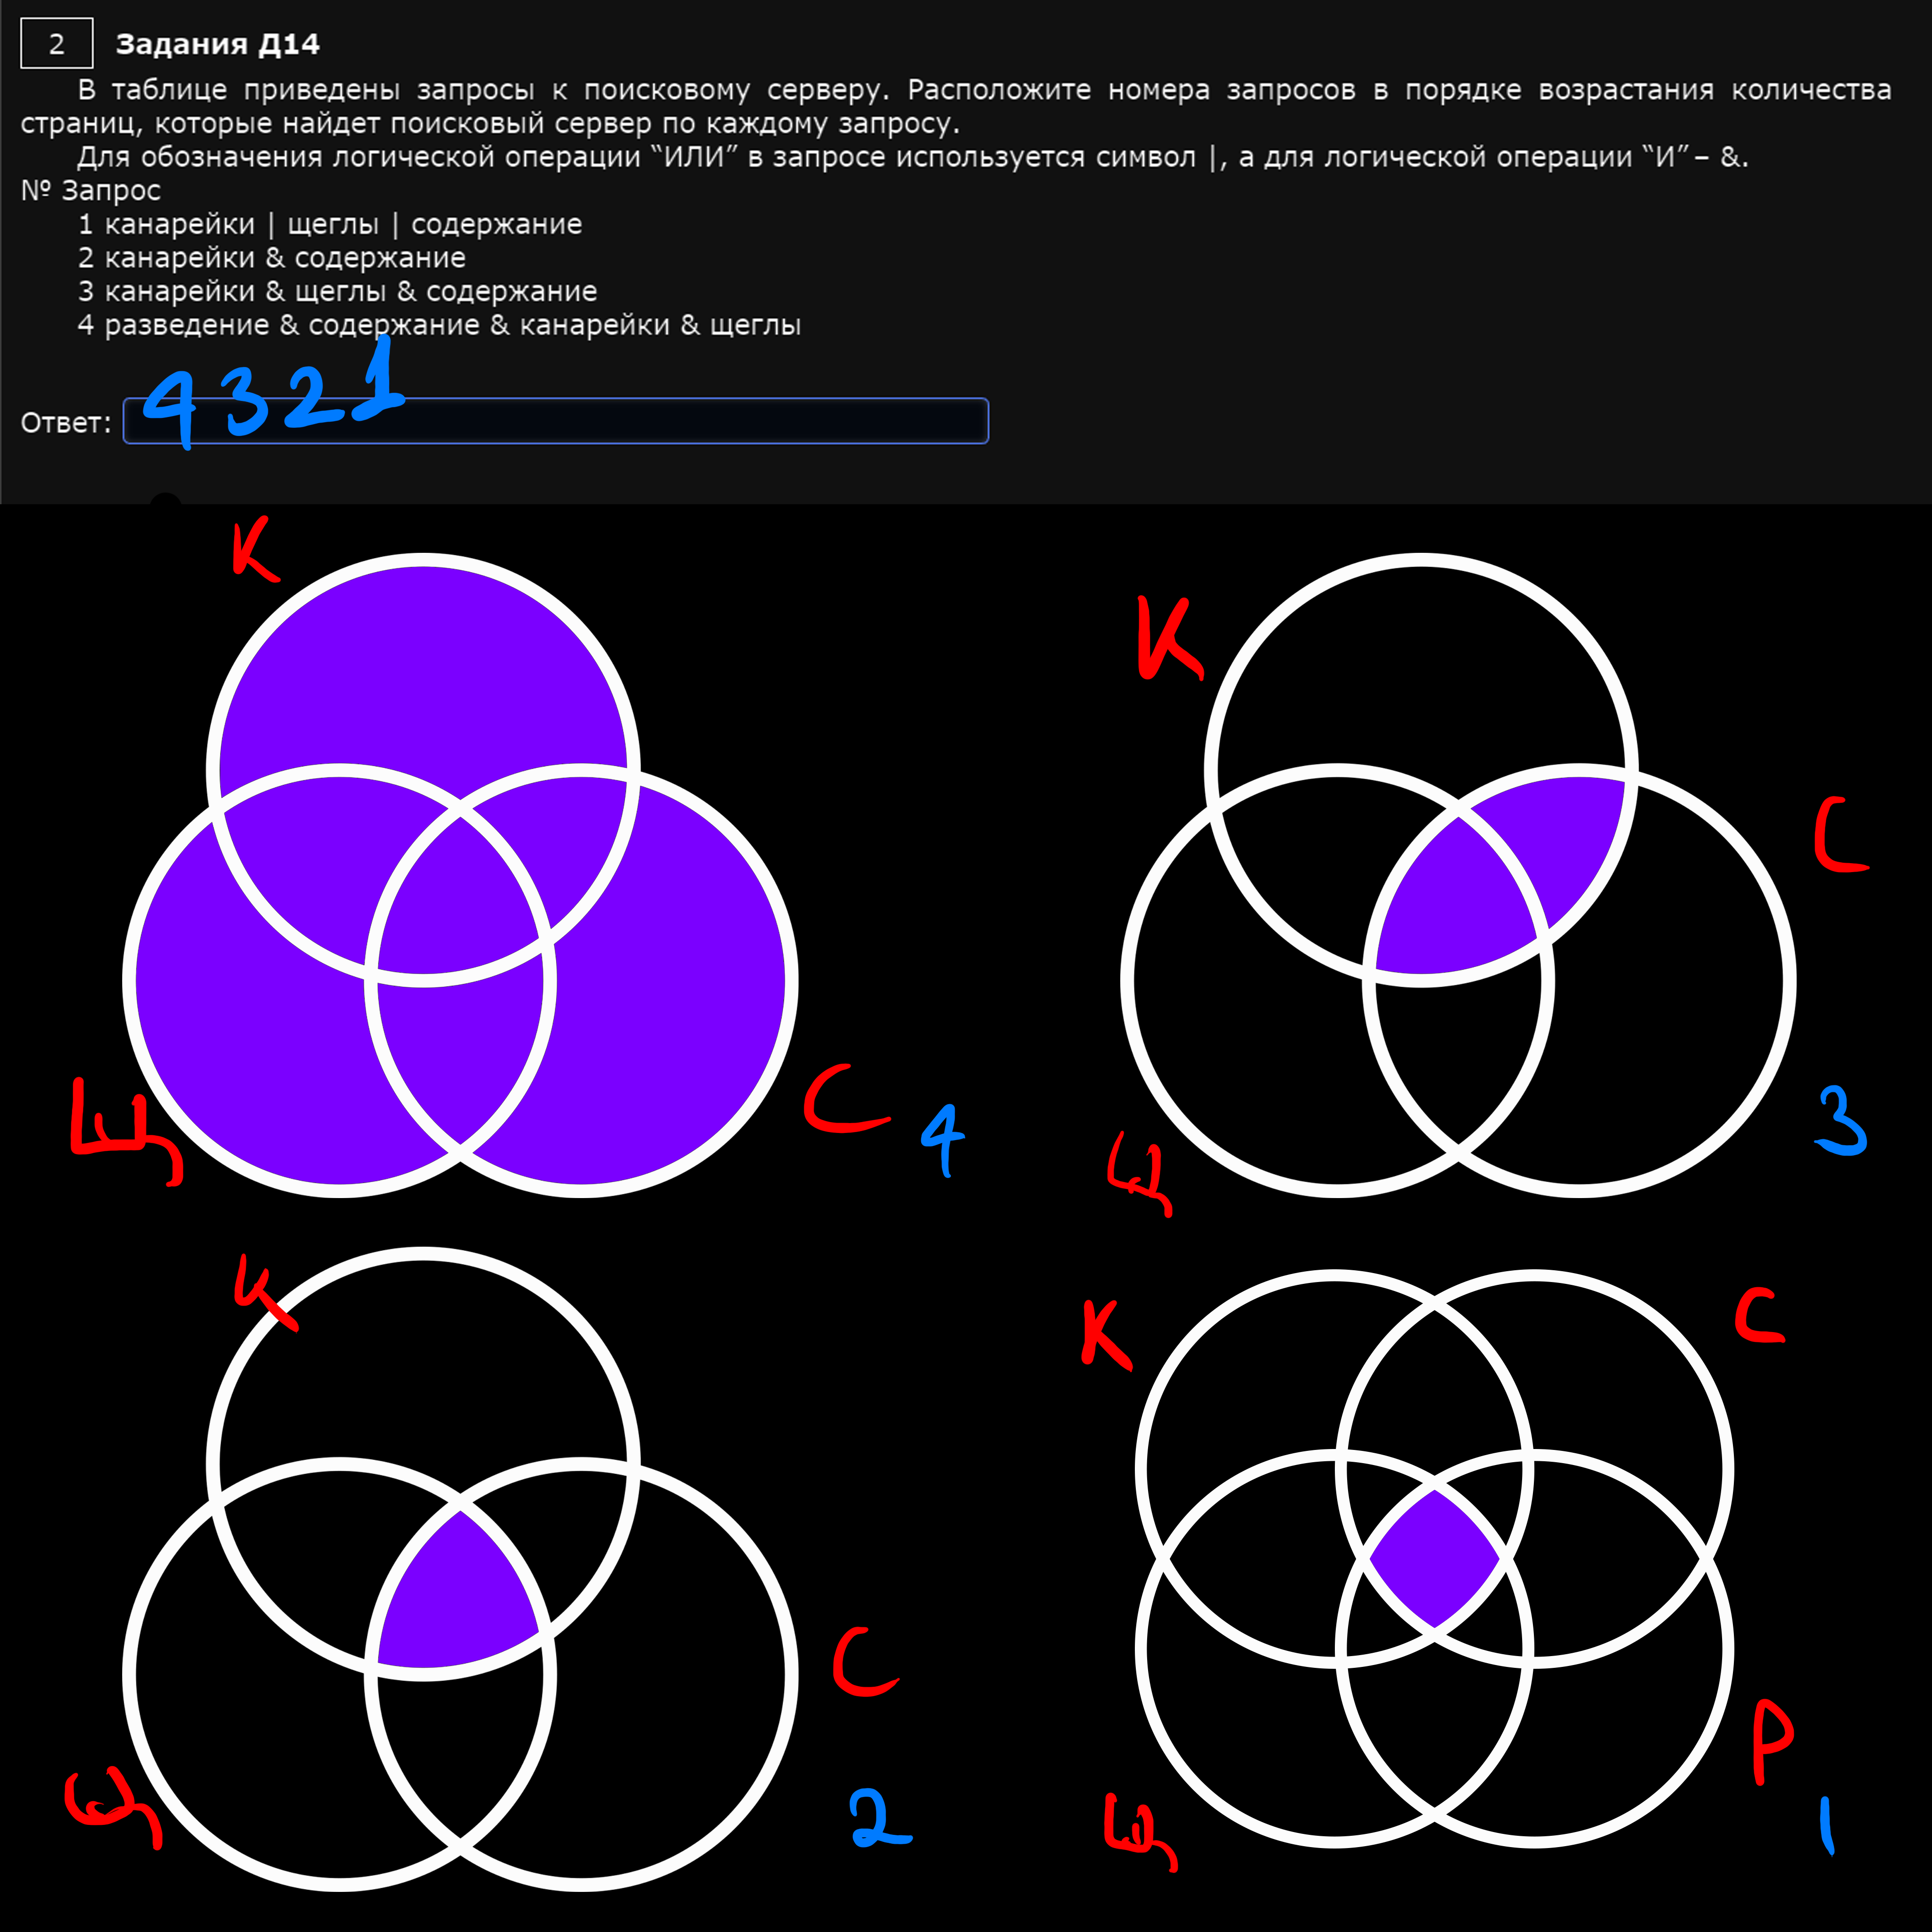 2 Задания Д14
В таблице приведены запросы к поисковому серверу. Расположите номера запросов в порядке возрастания количества
страниц, которые найдет поисковый сервер по каждому запросу.
Для обозначения логической операции “ИЛИ” в запросе используется символ |, а для логической операции “И” – &.
№ Запрос
1 канарейки | щеглы | содержание
2 канарейки & содержание
3 канарейки & щеглы & содержание
4 разведение & содержание & канарейки & щеглы
Ответ: 4321
К
Щ
С
4
К
С
Щ
3
К
С
Щ
2
К
С
Р
Щ
1